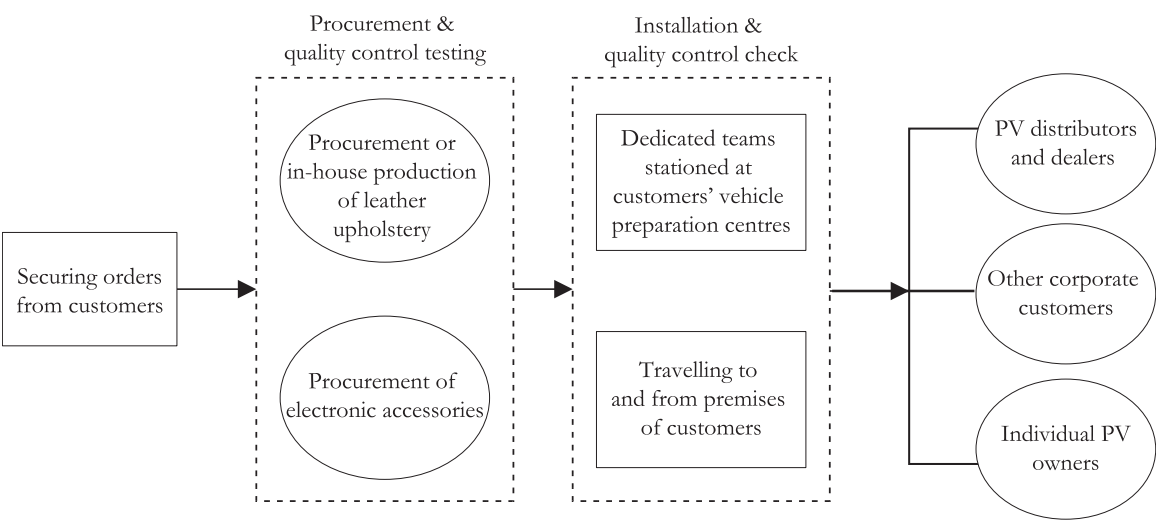 Procurement &
quality control testing
Installation &
quality control check
Securing orders
from customers
Procurement or
in-house production
of leather
upholstery
Procurement of
electronic accessories
Dedicated teams
stationed at
customers' vehicle
preparation centres
Travelling to
and from premises
of customers
PV distributors
and dealers
Other corporate
customers
Individual PV
owners